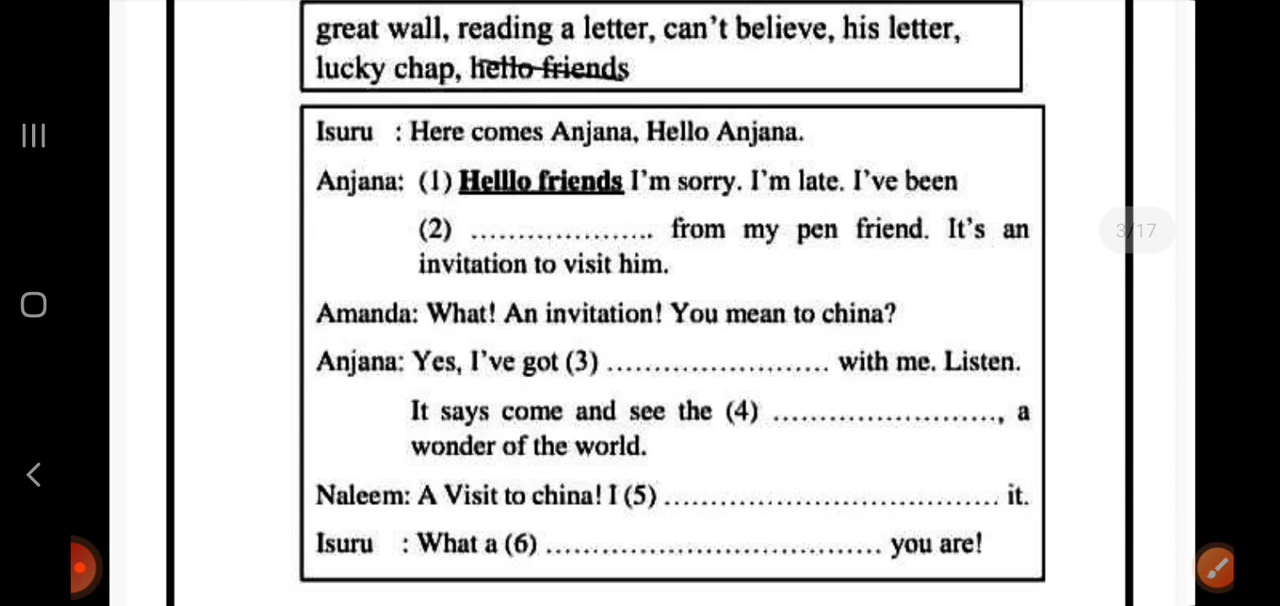 great wall, reading a letter, can't believe, his letter,
lucky chap, hello friends
Isuru : Here comes Anjana, Hello Anjana.
Anjana: (1) Helllo friends I'm sorry. I'm late. I've been
(2) .................... from my pen friend. It's an
invitation to visit him.
3/17
Amanda: What! An invitation! You mean to china?
Anjana: Yes, I've got (3) ........................ with me. Listen.
It says come and see the (4) ........................, a
wonder of the world.
Naleem: A Visit to china! I (5) .................................... it.
Isuru : What a (6) .................................... you are!